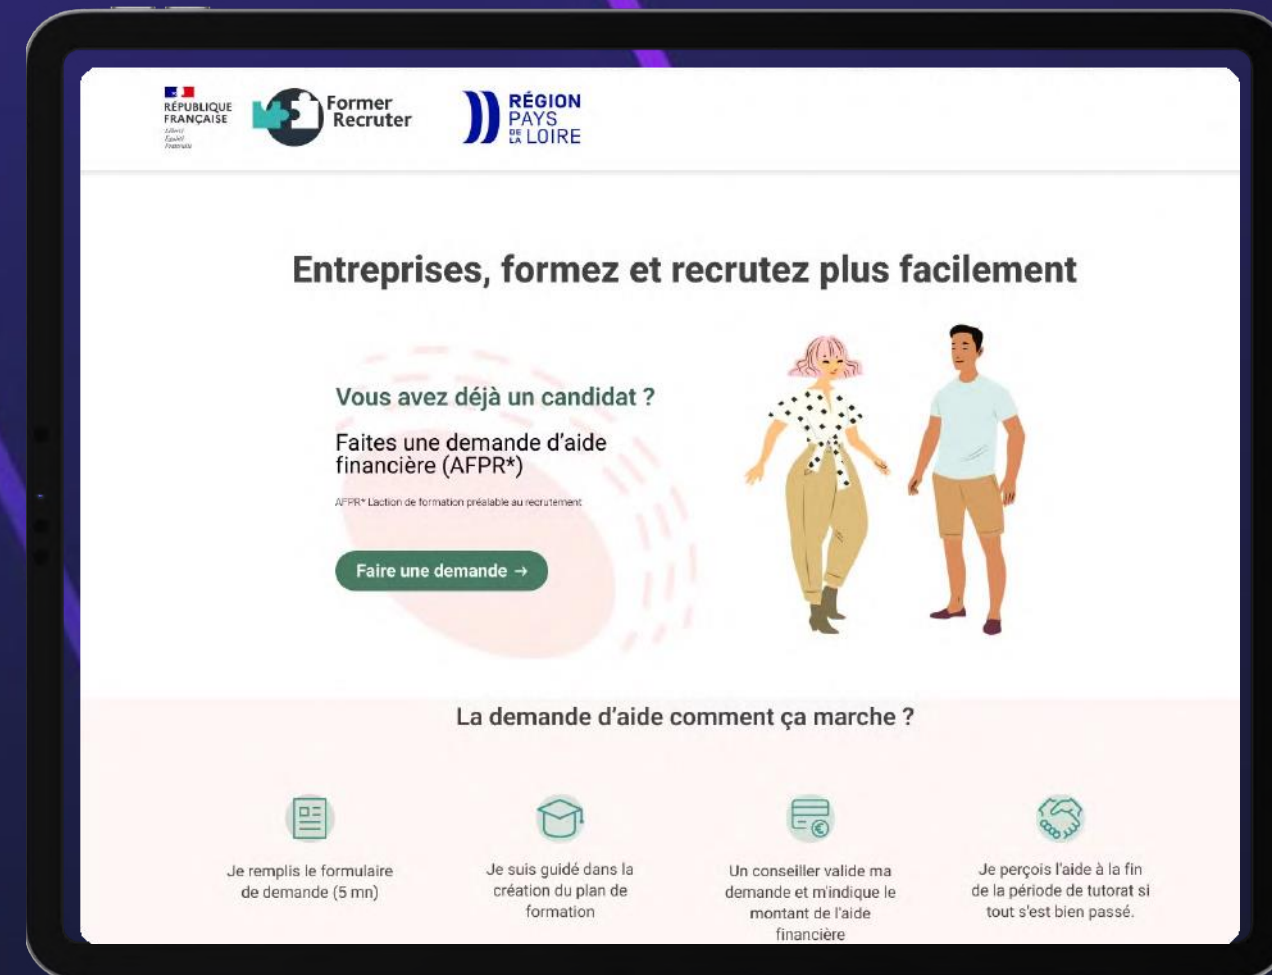 RÉPUBLIQUE
FRANÇAISE
Liberté
Égalité
Fraternité
Former
Recruter
RÉGION
PAYS
DE LA LOIRE
Entreprises, formez et recrutez plus facilement
Vous avez déjà un candidat ?
Faites une demande d'aide
financière (AFPR*)
AFPR* L'action de formation préalable au recrutement
Faire une demande →
La demande d'aide comment ça marche ?
Je remplis le formulaire
de demande (5 mn)
Je suis guidé dans la
création du plan de
formation
Un conseiller valide ma
demande et m'indique le
montant de l'aide
financière
Je perçois l'aide à la fin
de la période de tutorat si
tout s'est bien passé.